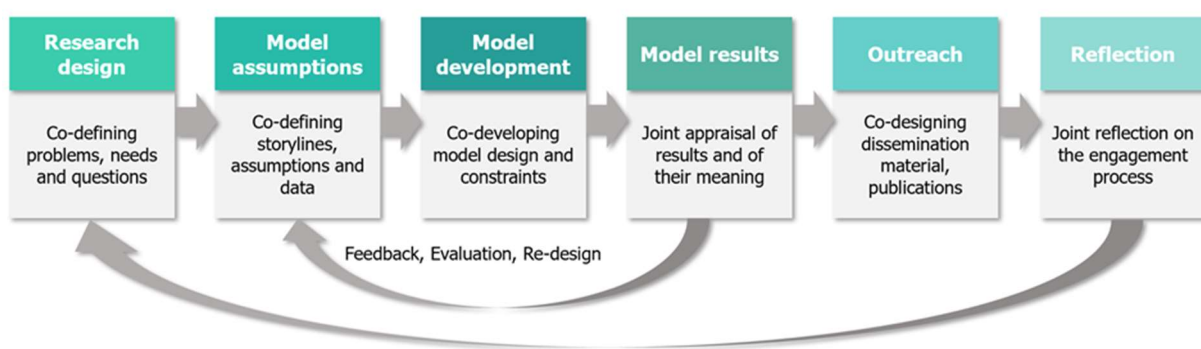 Research
design
Co-defining
problems, needs
and questions
Model
assumptions
Co-defining
storylines,
assumptions and
data
Model
development
Co-developing
model design and
constraints
Model results
Joint appraisal of
results and of
their meaning
Outreach
Co-designing
dissemination
material,
publications
Reflection
Joint reflection on
the engagement
process
Feedback, Evaluation, Re-design